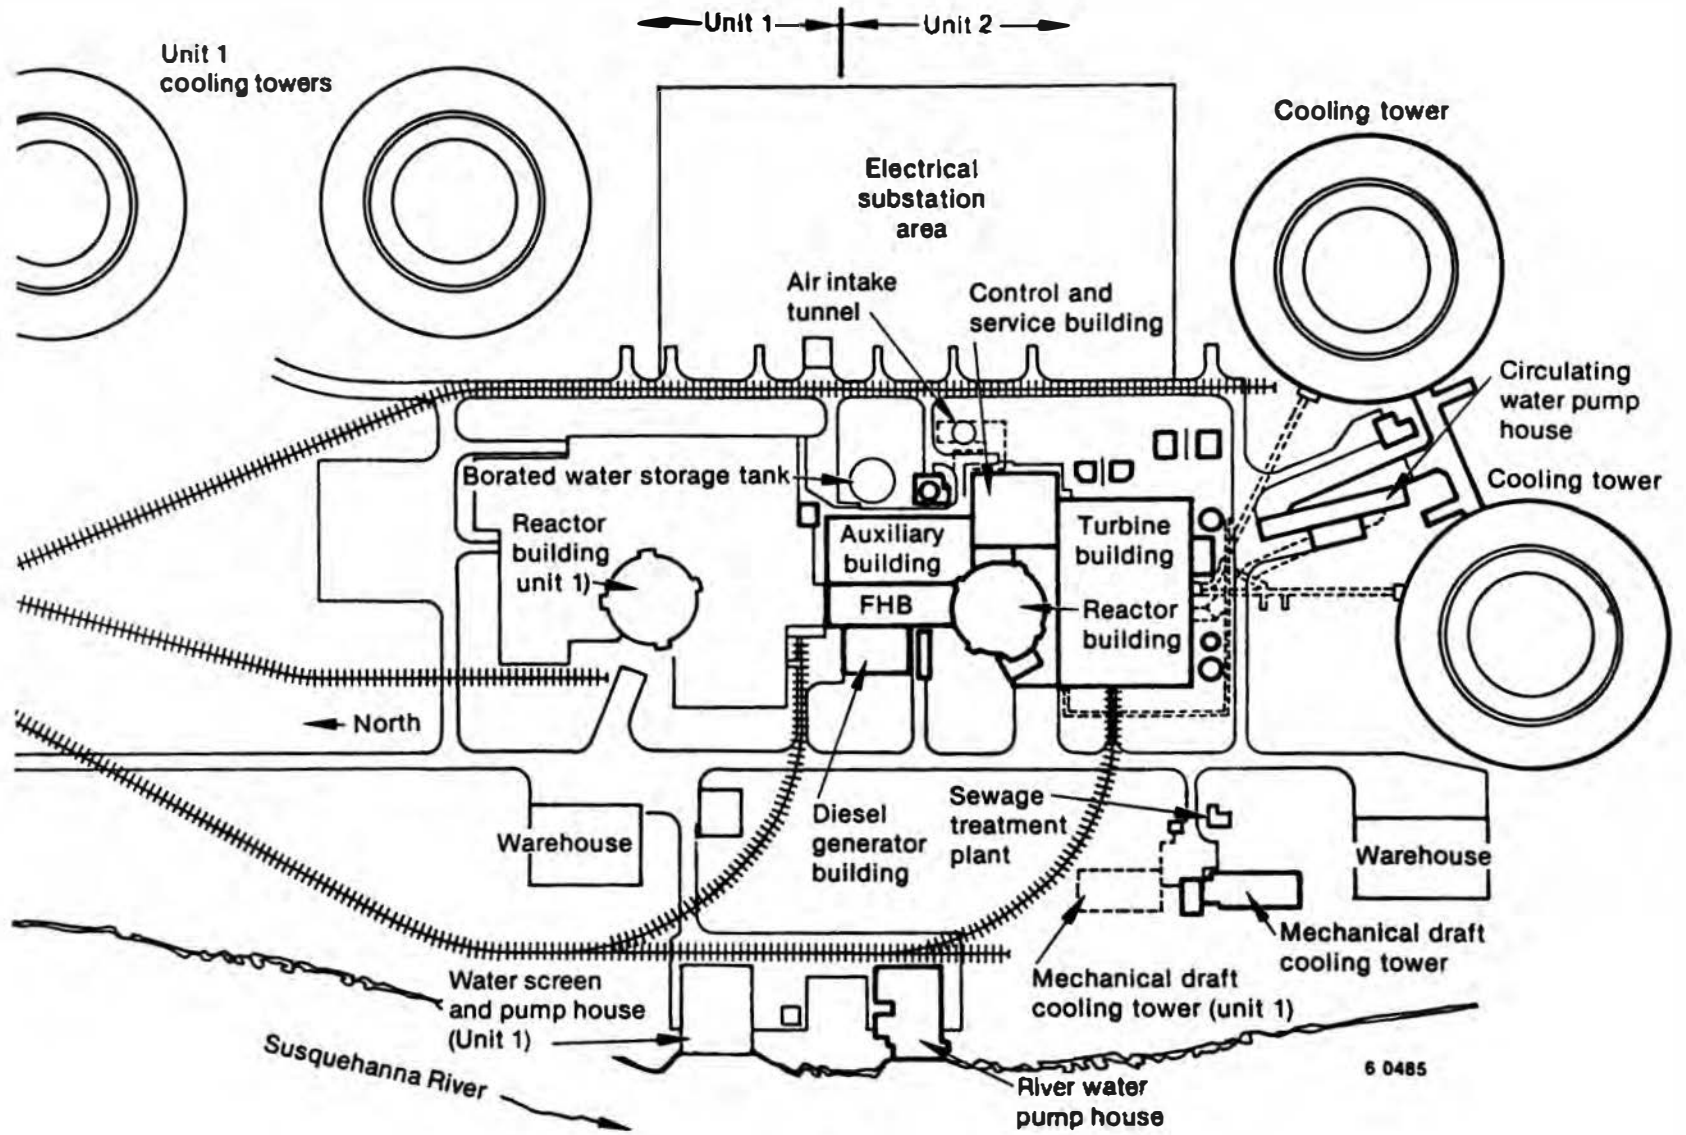 Unit 1
Unit 2
Unit 1
cooling towers
Cooling tower
Electrical
substation
area
Air intake
tunnel
Control and
service building
Circulating
water pump
house
Cooling tower
Borated water storage tank
Reactor
building
unit 1)
Auxiliary
building
Turbine
building
FHB
Reactor
building
North
Diesel
generator
building
Sewage
treatment
plant
Warehouse
Warehouse
Mechanical draft
cooling tower
Mechanical draft
cooling tower (unit 1)
Water screen
and pump house
(Unit 1)
Susquehanna River
River water
pump house
6 0485